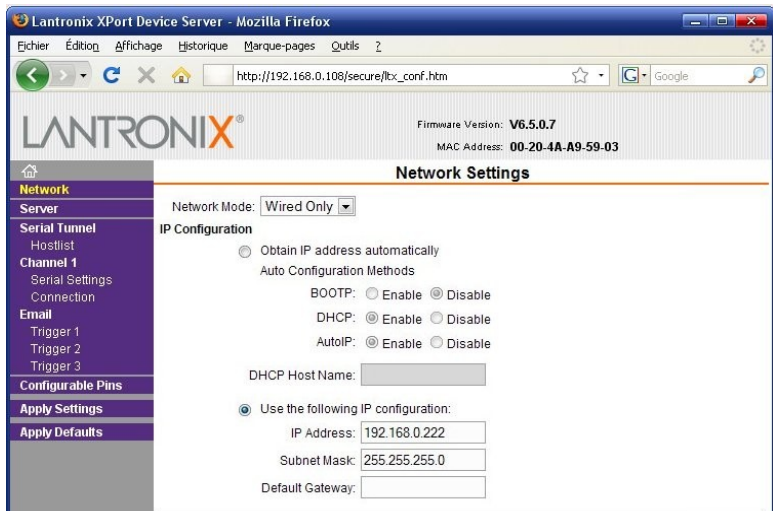 Lantronix XPort Device Server - Mozilla Firefox
Fichier Édition Affichage Historique Marque-pages Outils ?
http://192.168.0.108/secure/ltx_conf.htm G Google
LANTRONIX®
Firmware Version: V6.5.0.7
MAC Address: 00-20-4A-A9-59-03
Network Settings
Network
Server
Serial Tunnel
Hostlist
Channel 1
Serial Settings
Connection
Email
Trigger 1
Trigger 2
Trigger 3
Configurable Pins
Apply Settings
Apply Defaults
Network Mode: Wired Only
IP Configuration
Obtain IP address automatically
Auto Configuration Methods
BOOTP: Enable Disable
DHCP: Enable Disable
AutoIP: Enable Disable
DHCP Host Name:
Use the following IP configuration:
IP Address: 192.168.0.222
Subnet Mask: 255.255.255.0
Default Gateway: